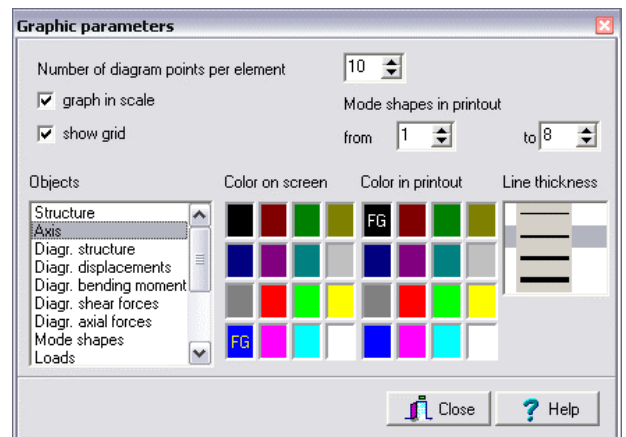 Graphic parameters
Number of diagram points per element 10
graph in scale
Mode shapes in printout
show grid
from 1 to 8
Objects Color on screen Color in printout Line thickness
Structure
Axis
Diagr. structure
Diagr. displacements
Diagr. bending moment
Diagr. shear forces
Diagr. axial forces
Mode shapes
Loads
FG
FG
Close Help